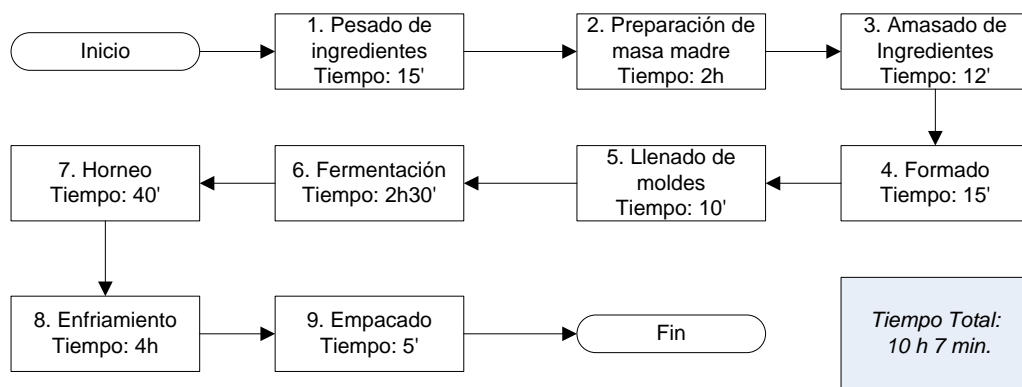 Inicio
1. Pesado de
ingredientes
Tiempo: 15'
2. Preparación de
masa madre
Tiempo: 2h
3. Amasado de
Ingredientes
Tiempo: 12'
4. Formado
Tiempo: 15'
5. Llenado de
moldes
Tiempo: 10'
6. Fermentación
Tiempo: 2h30'
7. Horneo
Tiempo: 40'
8. Enfriamiento
Tiempo: 4h
9. Empacado
Tiempo: 5'
Fin
Tiempo Total:
10 h 7 min.